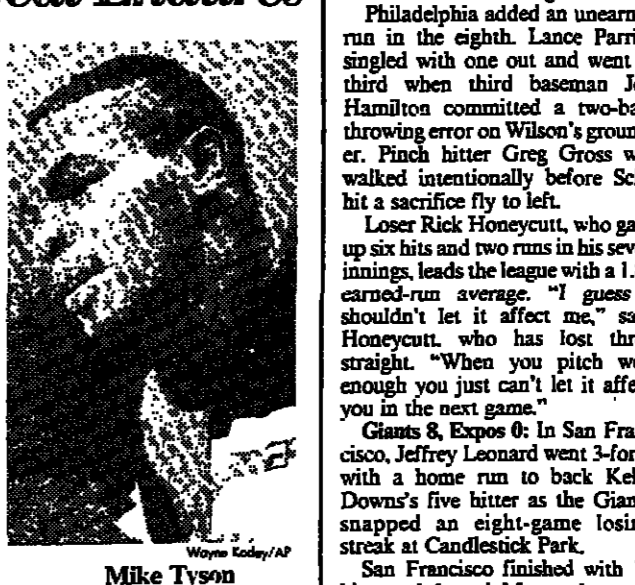 Wayne Kodey/AP
Mike Tyson
Philadelphia added an unearn
run in the eighth. Lance Parri
singled with one out and went
third when third baseman Je
Hamilton committed a two-ba
throwing error on Wilson's groun
er. Pinch hitter Greg Gross w
walked intentionally before Sc
hit a sacrifice fly to left.
Loser Rick Honeycutt, who ga
up six hits and two runs in his sev
innings, leads the league with a 1.
earned-run average. "I guess
shouldn't let it affect me," sa
Honeycutt. who has lost thr
straight. "When you pitch w
enough you just can't let it affe
you in the next game."
Giants 8, Expos 0: In San Fra
cisco, Jeffrey Leonard went 3-for
with a home run to back Kel
Downs's five hitter as the Gian
snapped an eight-game losin
streak at Candlestick Park.
San Francisco finished with